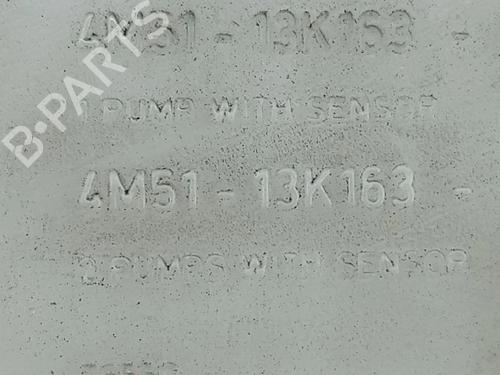 4M51-13K163-
1 PUMP WITH SENSOR
B-PARTS
4M51-13K163-
2 PUMPS WITH SENSOR